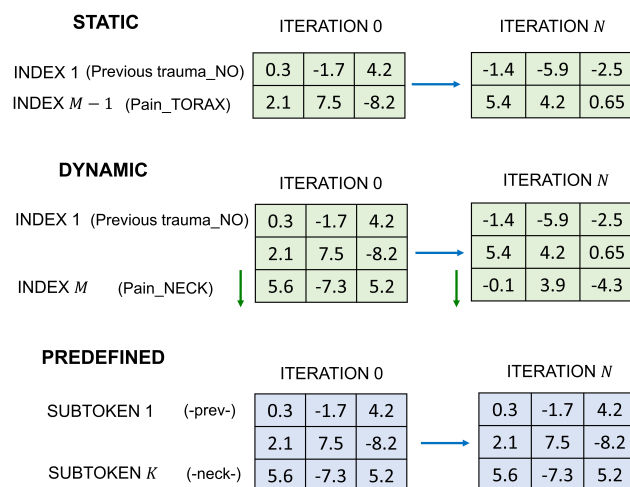 STATIC
ITERATION 0 ITERATION N
INDEX 1 (Previous trauma_NO) 0.3 -1.7 4.2 -1.4 -5.9 -2.5
INDEX M − 1 (Pain_TORAX) 2.1 7.5 -8.2 5.4 4.2 0.65
DYNAMIC
ITERATION 0 ITERATION N
INDEX 1 (Previous trauma_NO) 0.3 -1.7 4.2 -1.4 -5.9 -2.5
2.1 7.5 -8.2 5.4 4.2 0.65
INDEX M (Pain_NECK) 5.6 -7.3 5.2 -0.1 3.9 -4.3
PREDEFINED
ITERATION 0 ITERATION N
SUBTOKEN 1 (-prev-) 0.3 -1.7 4.2 0.3 -1.7 4.2
2.1 7.5 -8.2 2.1 7.5 -8.2
SUBTOKEN K (-neck-) 5.6 -7.3 5.2 5.6 -7.3 5.2